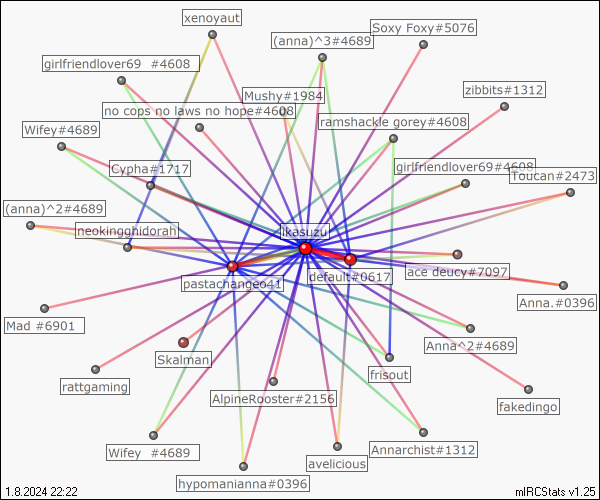 xenoyaut
Soxy Foxy#5076
(anna)^3#4689
girlfriendlover69 #4608
zibbits#1312
Mushy#1984
no cops no laws no hope#4608
ramshackle gorey#4608
Wifey#4689
Cypha#1717
girlfriendlover69#4608
Toucan#2473
(anna)^2#4689
neokingghidorah
likasuzu
ace deucy#7097
default#0617
pastachangeo41
Anna.#0396
Mad #6901
Anna^2#4689
Skalman
frisout
rattgaming
AlpineRooster#2156
fakedingo
Wifey #4689
Annarchist#1312
avelicious
hypomanianna#0396
1.8.2024 22:22
mIRCStats v1.25